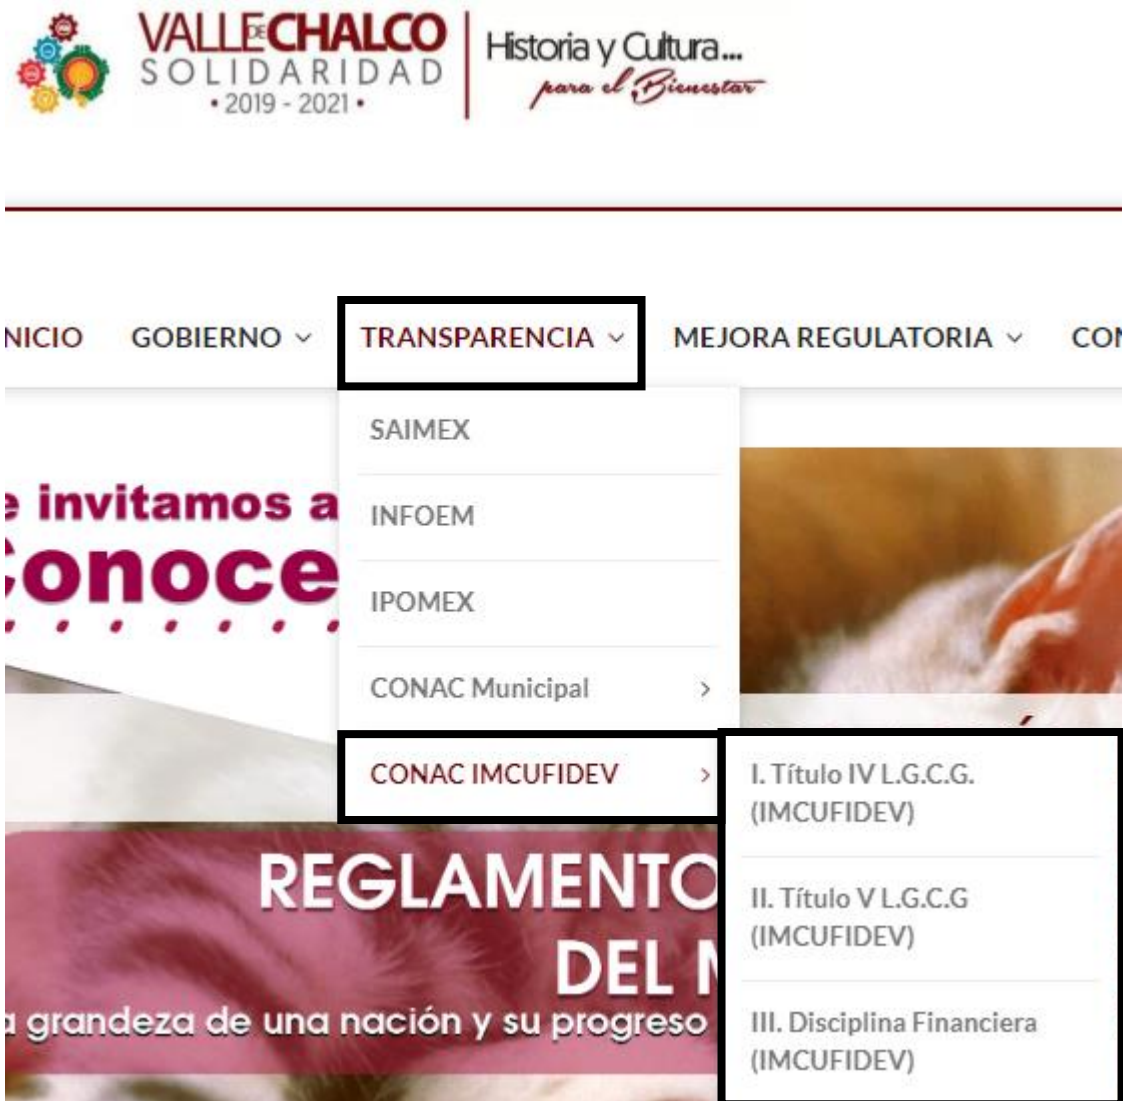 VALLE DE CHALCO
SOLIDARIDAD
• 2019 - 2021 •
Historia y Cultura...
para el Bienestar
NICIO GOBIERNO TRANSPARENCIA MEJORA REGULATORIA CON
SAIMEX
INFOEM
IPOMEX
CONAC Municipal
CONAC IMCUFIDEV
I. Título IV L.G.C.G.
(IMCUFIDEV)
II. Título V L.G.C.G
(IMCUFIDEV)
III. Disciplina Financiera
(IMCUFIDEV)
e invitamos a
Conoce
REGLAMENTO
DEL
a grandeza de una nación y su progreso